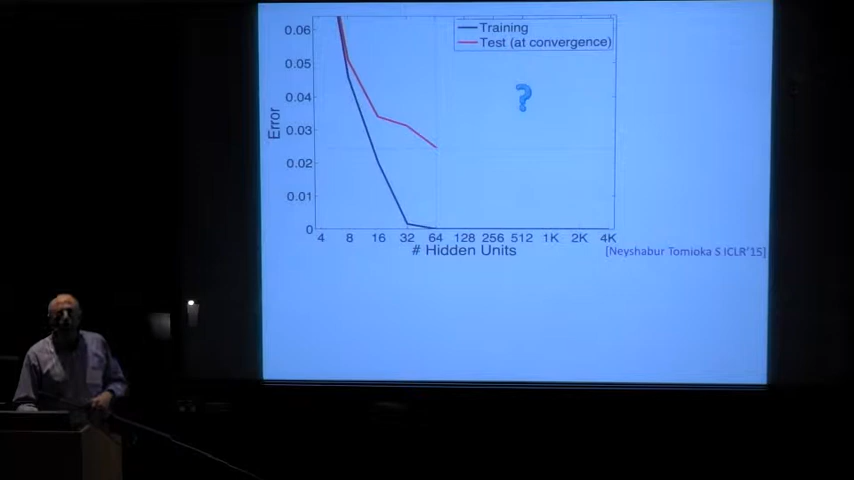 Training
Test (at convergence)
?
Error
0.06
0.05
0.04
0.03
0.02
0.01
0
4 8 16 32 64 128 256 512 1K 2K 4K
# Hidden Units
[Neyshabur Tomioka S ICLR'15]